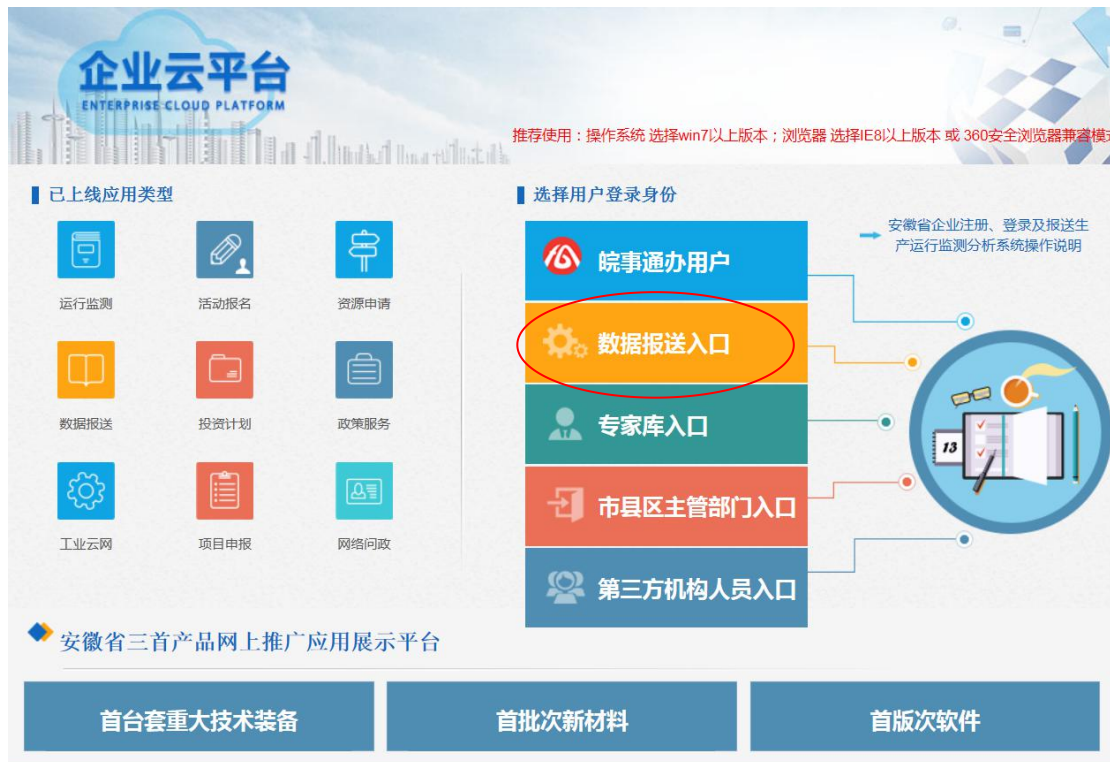 企业云平台
ENTERPRISE CLOUD PLATFORM
推荐使用：操作系统 选择win7以上版本；浏览器 选择IE8以上版本 或 360安全浏览器兼容模式
已上线应用类型
运行监测
活动报名
资源申请
数据报送
投资计划
政策服务
工业云网
项目申报
网络问政
选择用户登录身份
皖事通办用户
数据报送入口
专家库入口
市县区主管部门入口
第三方机构人员入口
安徽省企业注册、登录及报送生
产运行监测分析系统操作说明
13
安徽省三首产品网上推广应用展示平台
首台套重大技术装备
首批次新材料
首版次软件